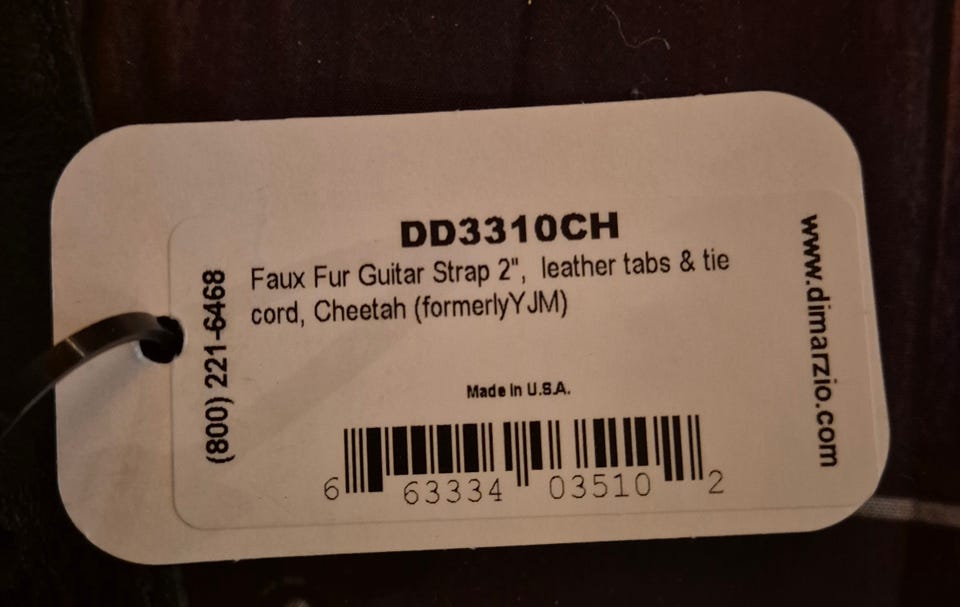 DD3310CH
Faux Fur Guitar Strap 2", leather tabs & tie
cord, Cheetah (formerlyYJM)
(800) 221-6468
www.dimarzio.com
Made in U.S.A.
6 63334 03510 2